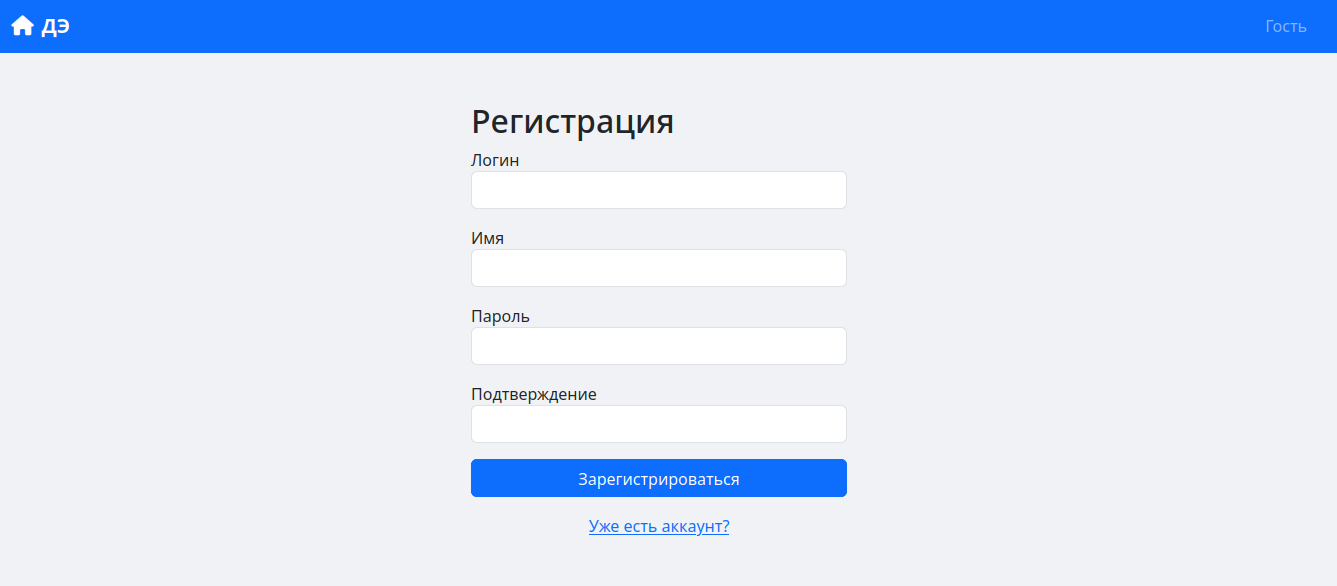 ДЭ
Гость
Регистрация
Логин
Имя
Пароль
Подтверждение
Зарегистрироваться
Уже есть аккаунт?